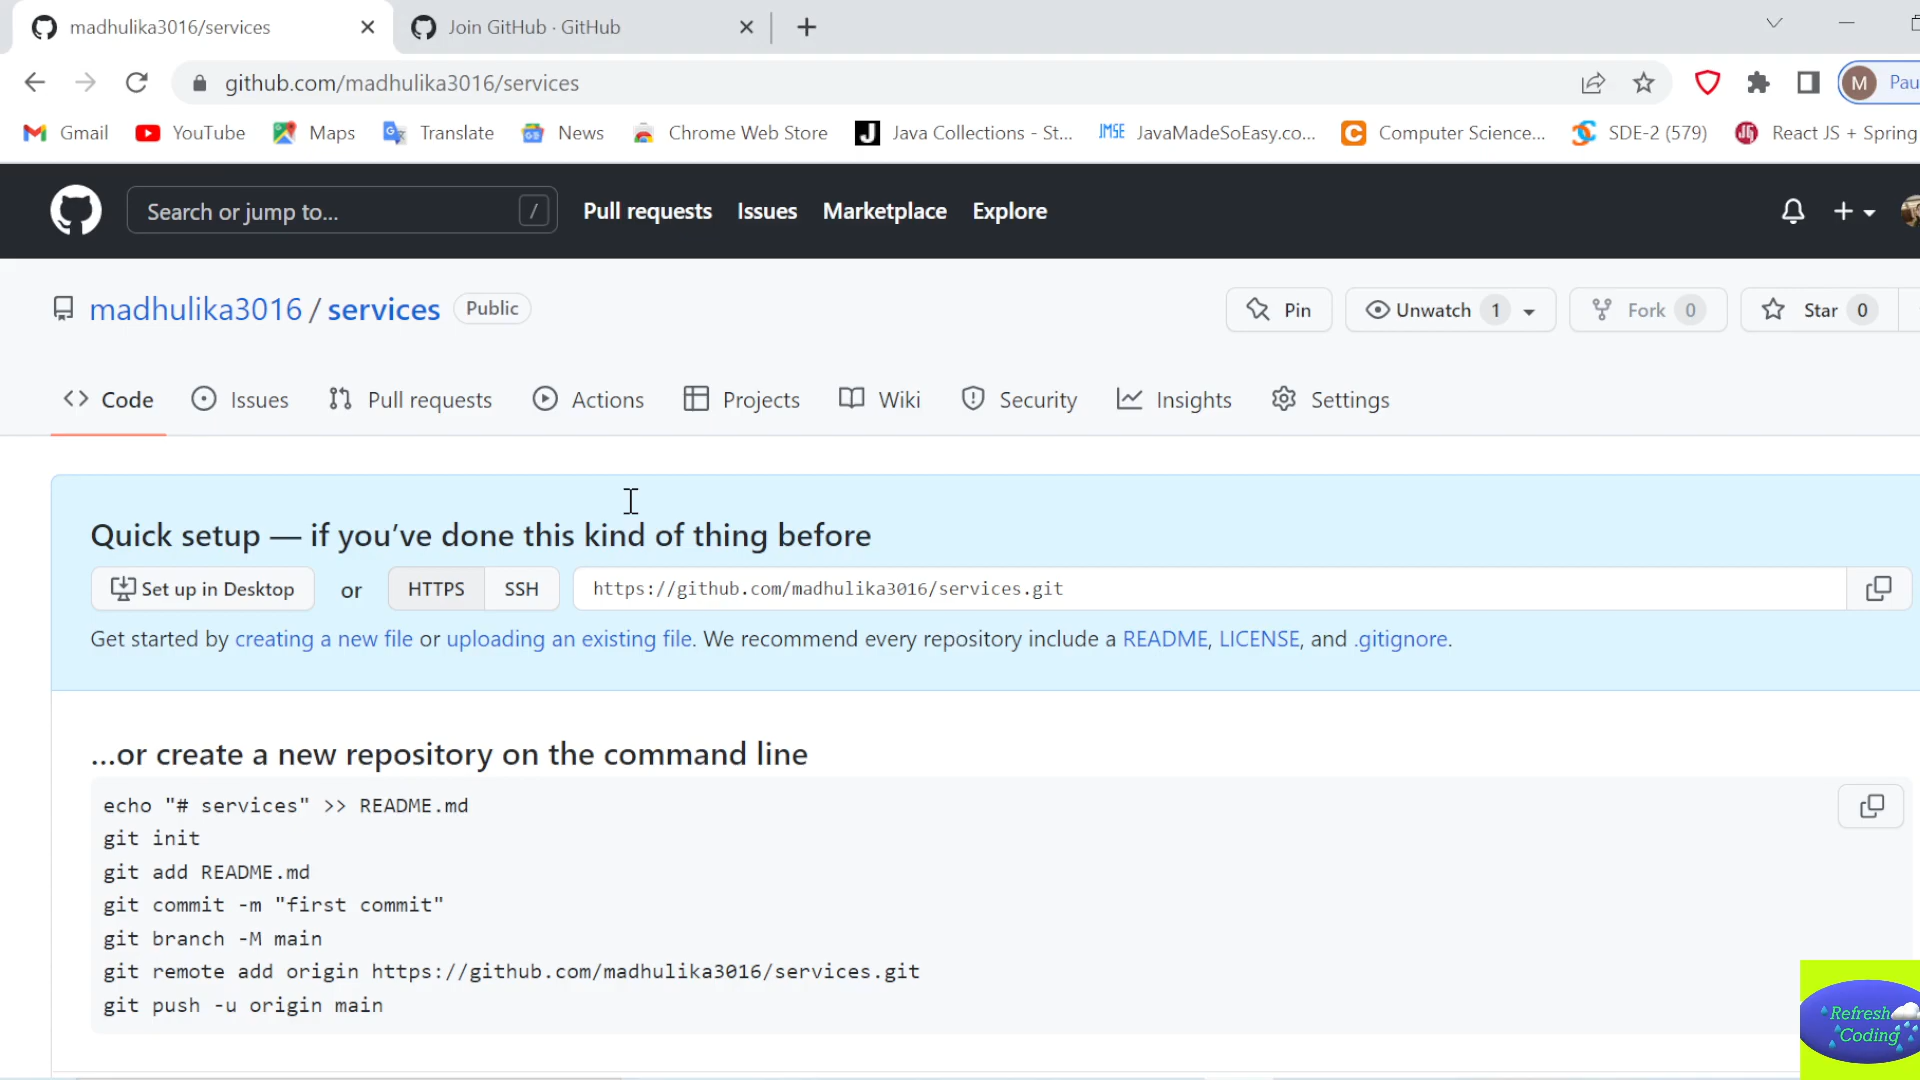 madhulika3016/services
Join GitHub · GitHub
github.com/madhulika3016/services
M Pau
Gmail YouTube Maps Translate News Chrome Web Store Java Collections - St... JMSE JavaMadeSoEasy.co... Computer Science... SDE-2 (579) React JS + Spring
Search or jump to... / Pull requests Issues Marketplace Explore
madhulika3016 / services Public Pin Unwatch 1 Fork 0 Star 0
Code Issues Pull requests Actions Projects Wiki Security Insights Settings
Quick setup — if you’ve done this kind of thing before
Set up in Desktop or HTTPS SSH https://github.com/madhulika3016/services.git
Get started by creating a new file or uploading an existing file. We recommend every repository include a README, LICENSE, and .gitignore.
…or create a new repository on the command line
echo "# services" >> README.md
git init
git add README.md
git commit -m "first commit"
git branch -M main
git remote add origin https://github.com/madhulika3016/services.git
git push -u origin main
Refresh
Coding